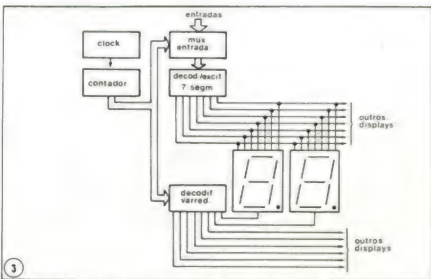 entradas
clock
mux
entrada
contador
decod/excit
7 segm
outros
displays
decodif
varred.
outros
displays
3